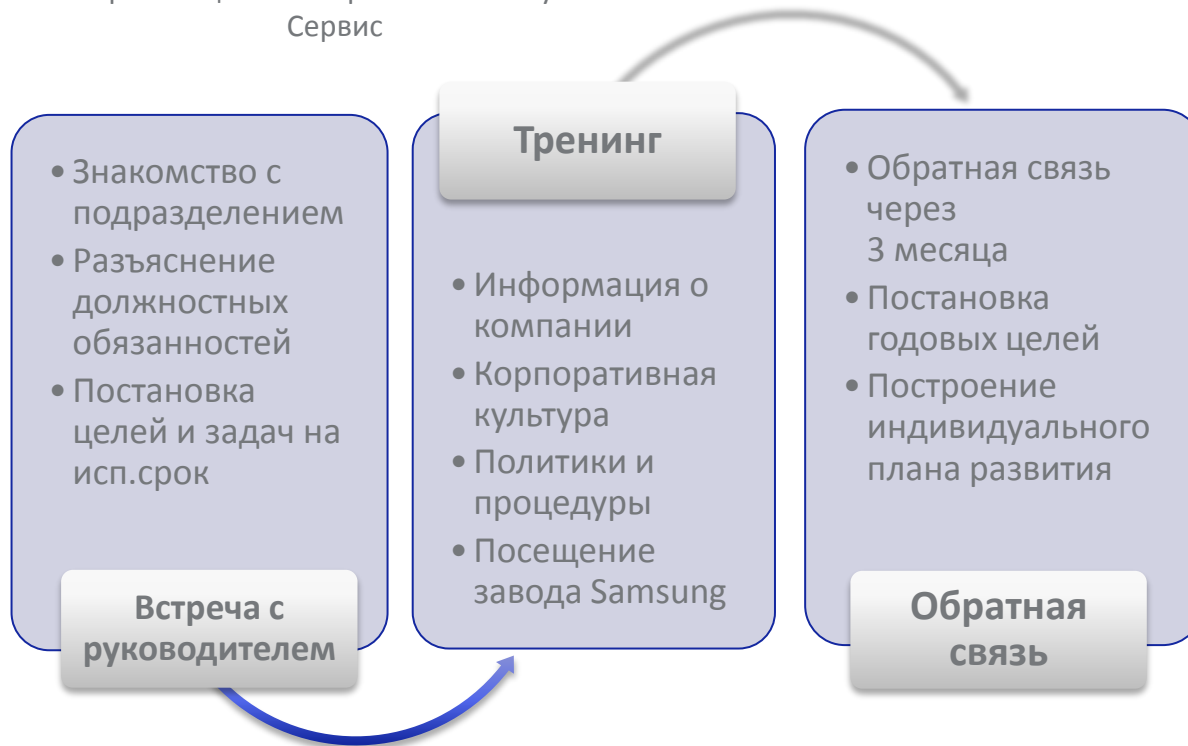 Сервис
• Знакомство с
подразделением
• Разъяснение
должностных
обязанностей
• Постановка
целей и задач на
исп.срок
Встреча с
руководителем
Тренинг
• Информация о
компании
• Корпоративная
культура
• Политики и
процедуры
• Посещение
завода Samsung
• Обратная связь
через
3 месяца
• Постановка
годовых целей
• Построение
индивидуального
плана развития
Обратная
связь